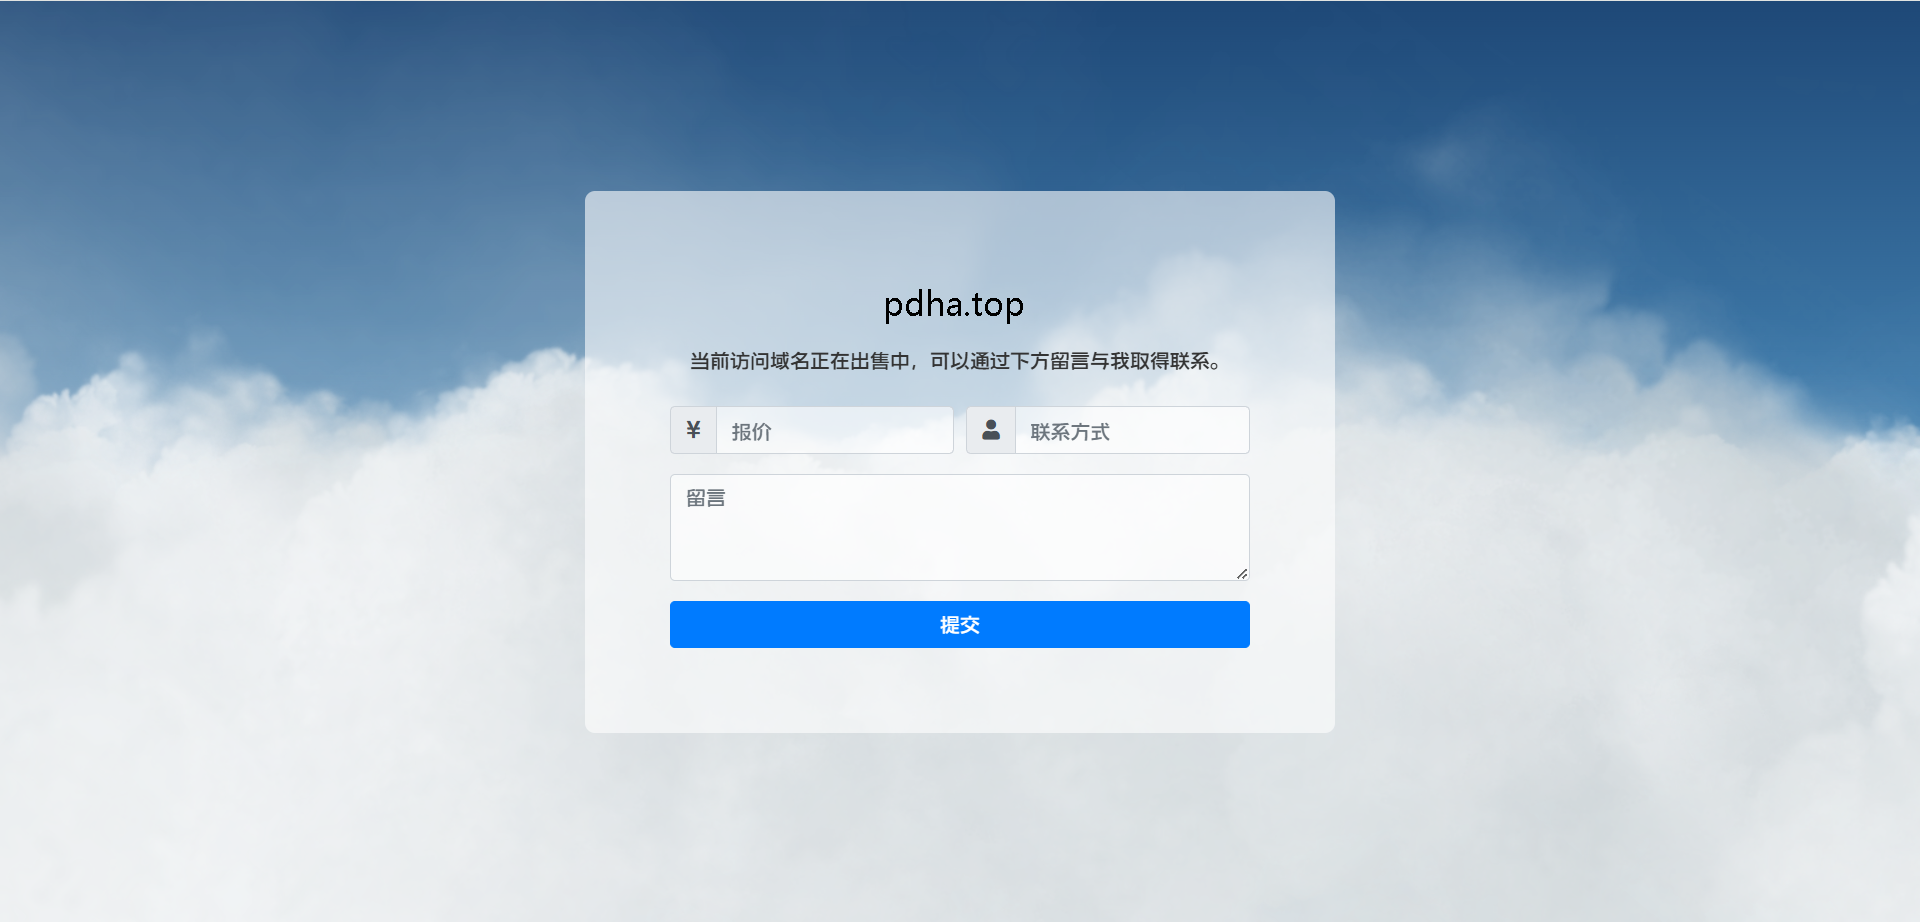 pdha.top
当前访问域名正在出售中，可以通过下方留言与我取得联系。
¥ 报价 联系方式
留言
提交